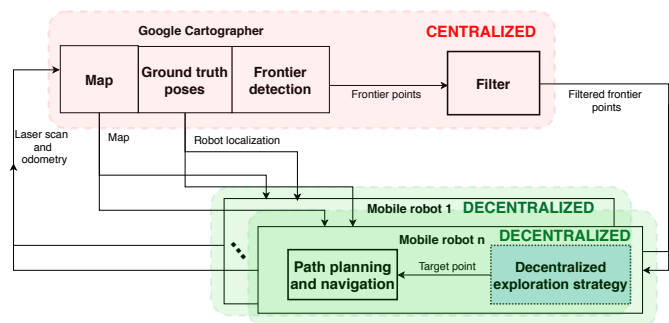 Google Cartographer
CENTRALIZED
Map
Ground truth
poses
Frontier
detection
Filter
Frontier points
Filtered frontier
points
Laser scan
and
odometry
Map
Robot localization
Mobile robot 1
DECENTRALIZED
Mobile robot n
DECENTRALIZED
Path planning
and navigation
Target point
Decentralized
exploration strategy